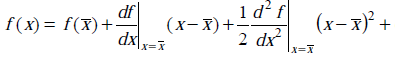 f(x) = f(x̄) + df/dx|ₓ₌ₓ̄ (x − x̄) + 1/2 d²f/dx²|ₓ₌ₓ̄ (x − x̄)² +